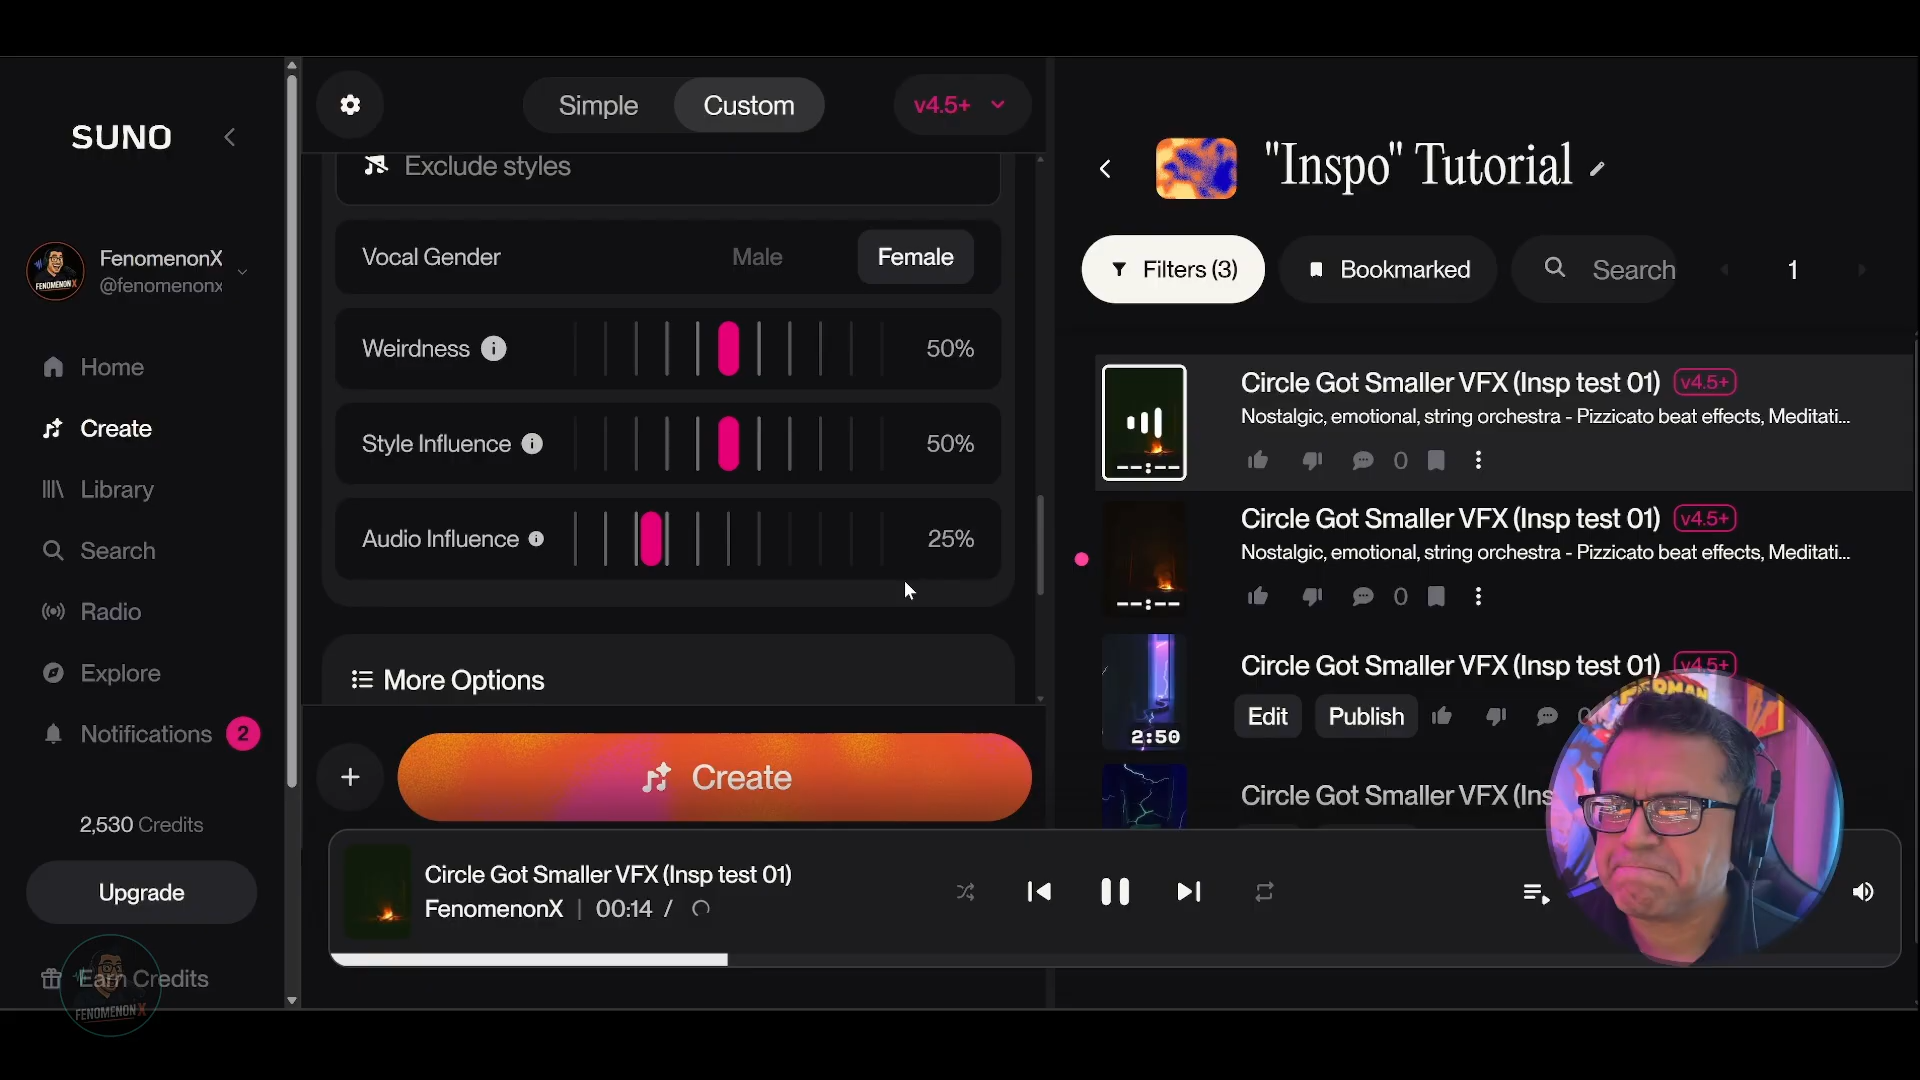 SUNO
FenomenonX
@fenomenonx
Home
Create
Library
Search
Radio
Explore
Notifications 2
2,530 Credits
Upgrade
Earn Credits
FENOMENONX
Simple Custom v4.5+
Exclude styles
Vocal Gender Male Female
Weirdness 50%
Style Influence 50%
Audio Influence 25%
More Options
Create
"Inspo" Tutorial
Filters (3) Bookmarked Search 1
Circle Got Smaller VFX (Insp test 01) v4.5+
Nostalgic, emotional, string orchestra - Pizzicato beat effects, Meditati...
--:-- 0
Circle Got Smaller VFX (Insp test 01) v4.5+
Nostalgic, emotional, string orchestra - Pizzicato beat effects, Meditati...
--:-- 0
Circle Got Smaller VFX (Insp test 01) v4.5+
2:50 Edit Publish
Circle Got Smaller VFX (Ins
Circle Got Smaller VFX (Insp test 01)
FenomenonX | 00:14 /